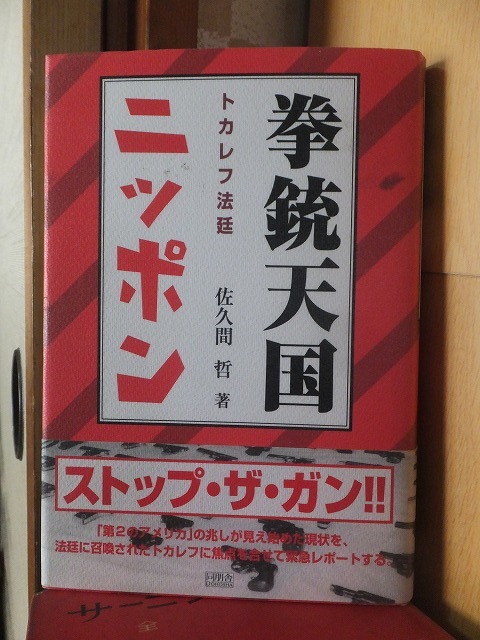 拳銃天国
ニッポン
トカレフ法廷
佐久間 哲 著
ストップ・ザ・ガン!!
「第2のアメリカ」の兆しが見え始めた現状を、
法廷に召喚されたトカレフに焦点を合せて緊急レポートする。
同朋舎